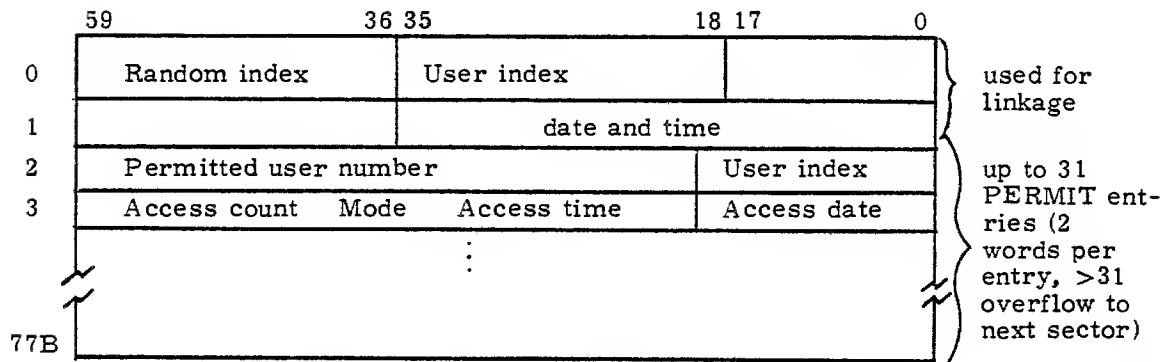 59 36 35 18 17 0
0 Random index User index
used for
linkage
1 date and time
2 Permitted user number User index
3 Access count Mode Access time Access date
up to 31
PERMIT ent-
ries (2
words per
entry, >31
overflow to
next sector)
77B